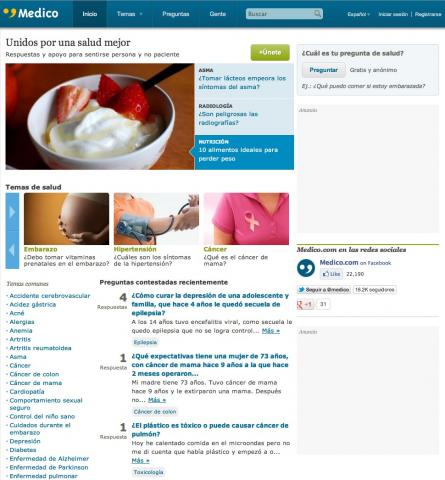 Medico
Inicio
Temas
Preguntas
Gente
Buscar
Español
Iniciar sesión | Registrarse
Unidos por una salud mejor
Respuestas y apoyo para sentirse persona y no paciente
+Únete
ASMA
¿Tomar lácteos empeora los
síntomas del asma?
RADIOLOGÍA
¿Son peligrosas las
radiografías?
NUTRICIÓN
10 alimentos ideales para
perder peso
¿Cuál es tu pregunta de salud?
Preguntar
Gratis y anónimo
Ej.: ¿Qué puedo comer si estoy embarazada?
Anuncio
Temas de salud
Embarazo
¿Debo tomar vitaminas
prenatales en el embarazo?
Hipertensión
¿Cuáles son los síntomas
de la hipertensión?
Cáncer
¿Qué es el cáncer de
mama?
Medico.com en las redes sociales
Medico.com on Facebook
Like 22,190
Seguir a @medico
19.2K seguidores
+1 31
Anuncio
Temas comunes
· Accidente cerebrovascular
· Acidez gástrica
· Acné
· Alergias
· Anemia
· Artritis
· Artritis reumatoidea
· Asma
· Cáncer
· Cáncer de colon
· Cáncer de mama
· Cardiopatía
· Comportamiento sexual
seguro
· Control del niño sano
· Cuidados durante el
embarazo
· Depresión
· Diabetes
· Enfermedad de Alzheimer
· Enfermedad de Parkinson
· Enfermedad pulmonar
Preguntas contestadas recientemente
4
Respuestas
¿Cómo curar la depresión de una adolescente y
familia, que hace 4 años le quedó secuela de
epilepsia?
A los 14 años tuvo encefalitis viral, como secuela le
quedo epilepsia que no se logra control... Más »
Epilepsia
1
Respuesta
¿Qué expectativas tiene una mujer de 73 años,
con cáncer de mama hace 9 años a la que hace
2 meses operaron...
Mi madre tiene 73 años. Tuvo cáncer de mama
hace 9 años y le extirparon una mama. Después
no... Más »
Cáncer de colon
1
Respuesta
¿El plástico es tóxico o puede causar cáncer de
pulmón?
Hoy he calentado comida en el microondas pero no
me di cuenta que había plástico y empezó a o...
Más »
Toxicología